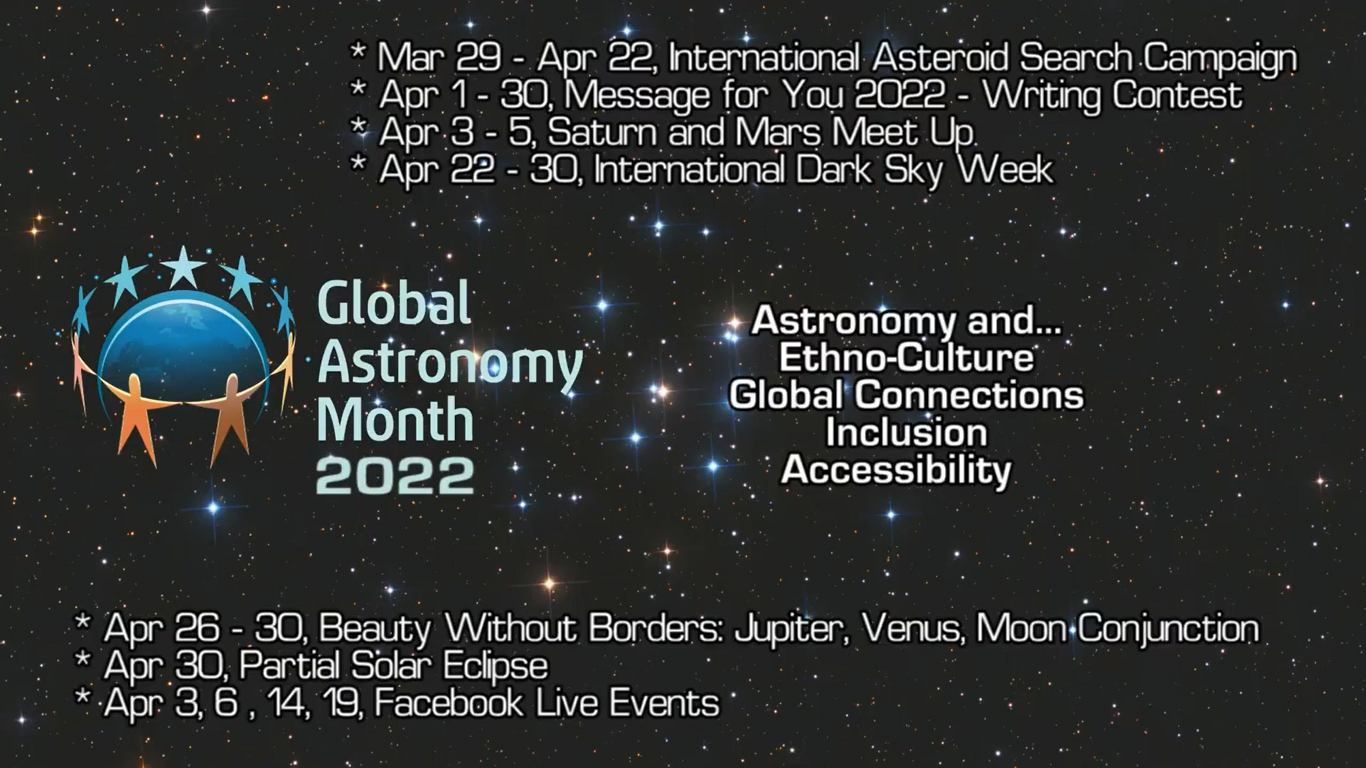 * Mar 29 - Apr 22, International Asteroid Search Campaign
* Apr 1 - 30, Message for You 2022 - Writing Contest
* Apr 3 - 5, Saturn and Mars Meet Up
* Apr 22 - 30, International Dark Sky Week
Global
Astronomy
Month
2022
Astronomy and...
Ethno-Culture
Global Connections
Inclusion
Accessibility
* Apr 26 - 30, Beauty Without Borders: Jupiter, Venus, Moon Conjunction
* Apr 30, Partial Solar Eclipse
* Apr 3, 6 , 14, 19, Facebook Live Events